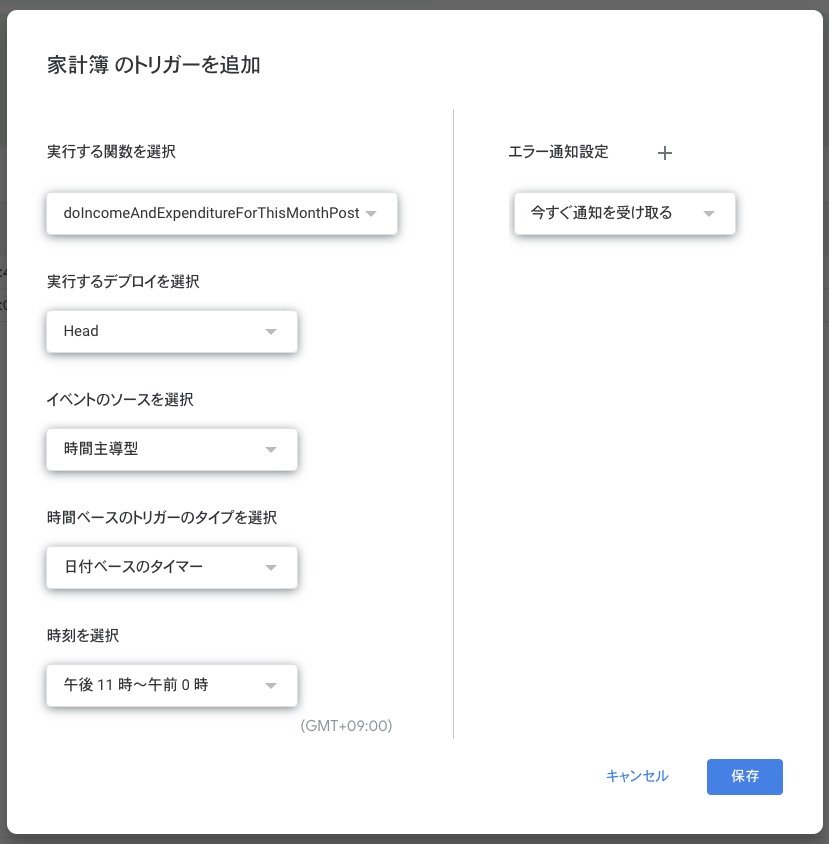 家計簿 のトリガーを追加
実行する関数を選択
doIncomeAndExpenditureForThisMonthPost
実行するデプロイを選択
Head
イベントのソースを選択
時間主導型
時間ベースのトリガーのタイプを選択
日付ベースのタイマー
時刻を選択
午後 11 時～午前 0 時
(GMT+09:00)
エラー通知設定
今すぐ通知を受け取る
キャンセル
保存